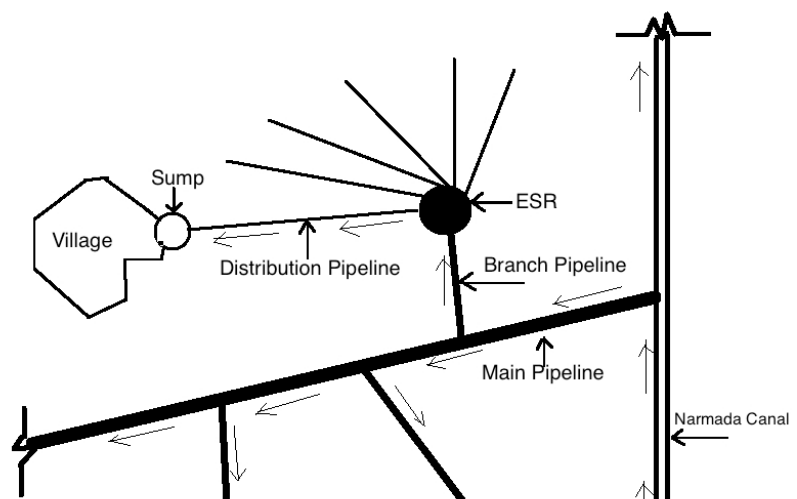 Sump
ESR
Village
Distribution Pipeline
Branch Pipeline
Main Pipeline
Narmada Canal